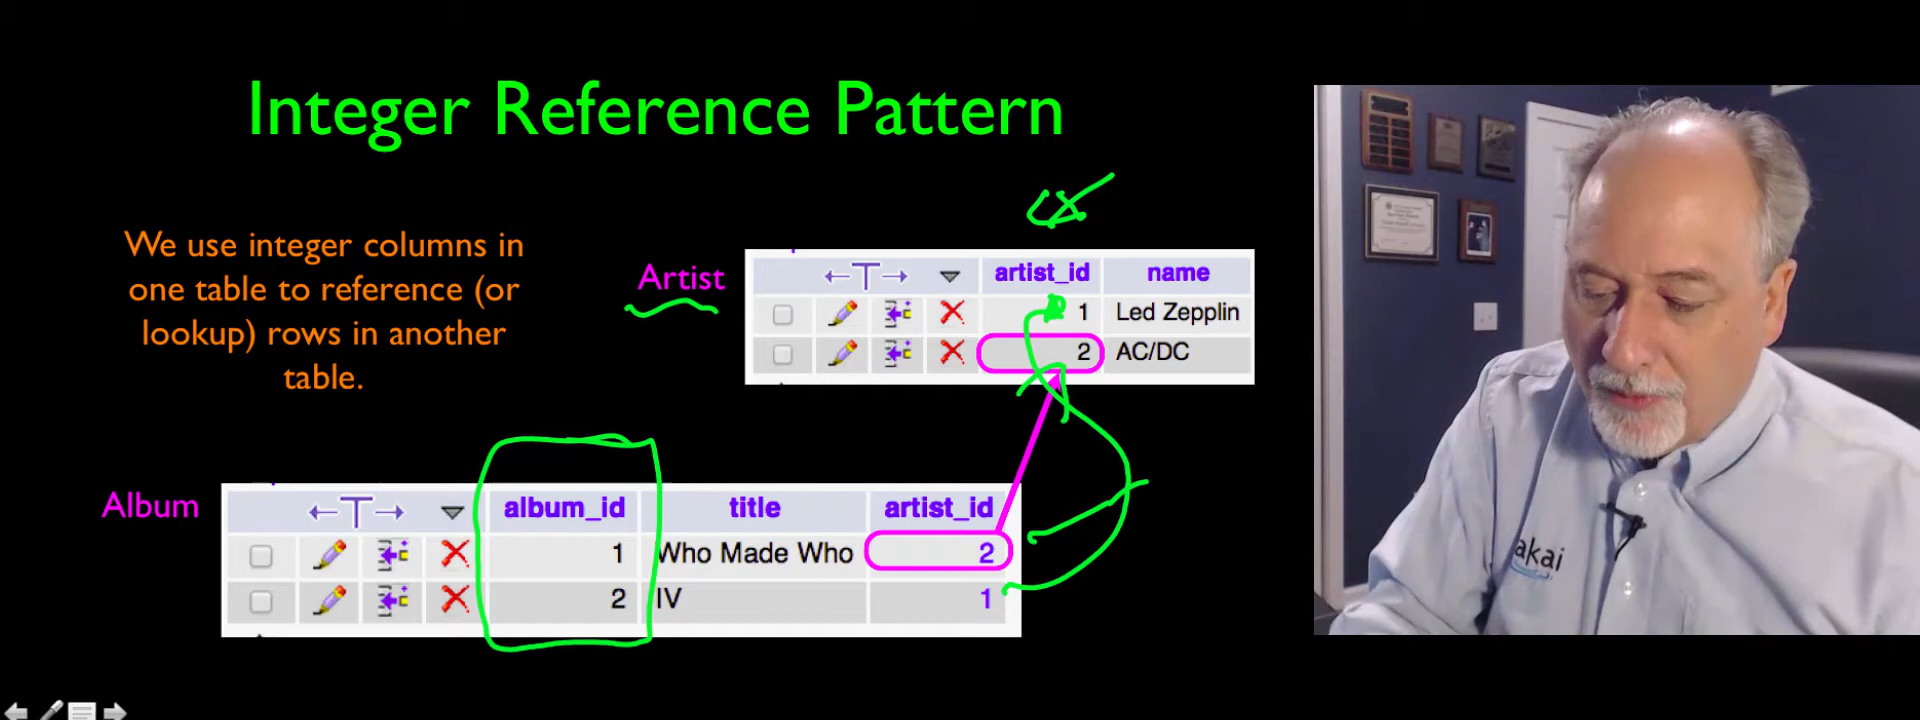 Integer Reference Pattern
We use integer columns in
one table to reference (or
lookup) rows in another
table.
Artist
artist_id name
1 Led Zepplin
2 AC/DC
Album
album_id title artist_id
1 Who Made Who 2
2 IV 1
akai